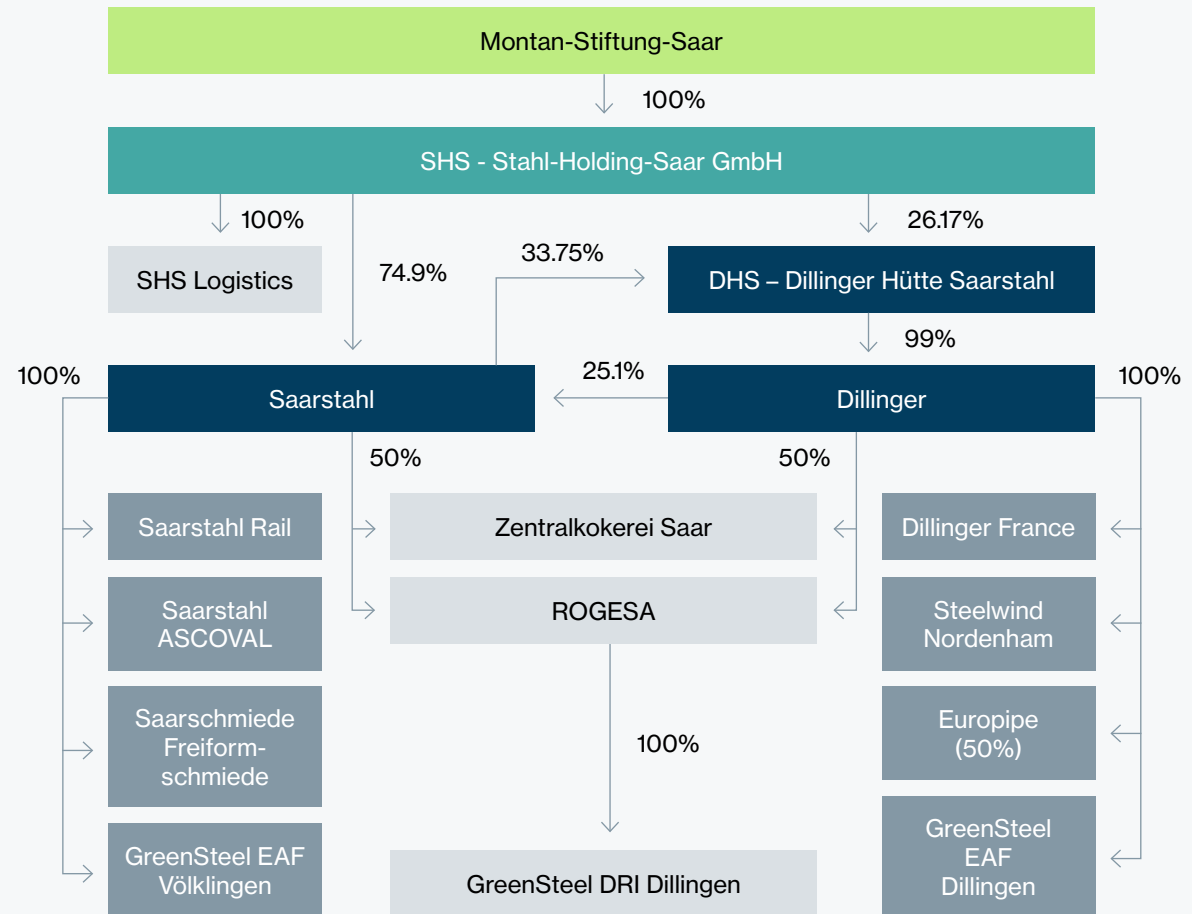 Montan-Stiftung-Saar
100%
SHS - Stahl-Holding-Saar GmbH
100%
26.17%
SHS Logistics
74.9%
33.75%
DHS – Dillinger Hütte Saarstahl
99%
100%
25.1%
100%
Saarstahl
Dillinger
50%
50%
Saarstahl Rail
Zentralkokerei Saar
Dillinger France
Saarstahl
ASCOVAL
ROGESA
Steelwind
Nordenham
Saarschmiede
Freiform-
schmiede
100%
Europipe
(50%)
GreenSteel EAF
Völklingen
GreenSteel DRI Dillingen
GreenSteel
EAF
Dillingen